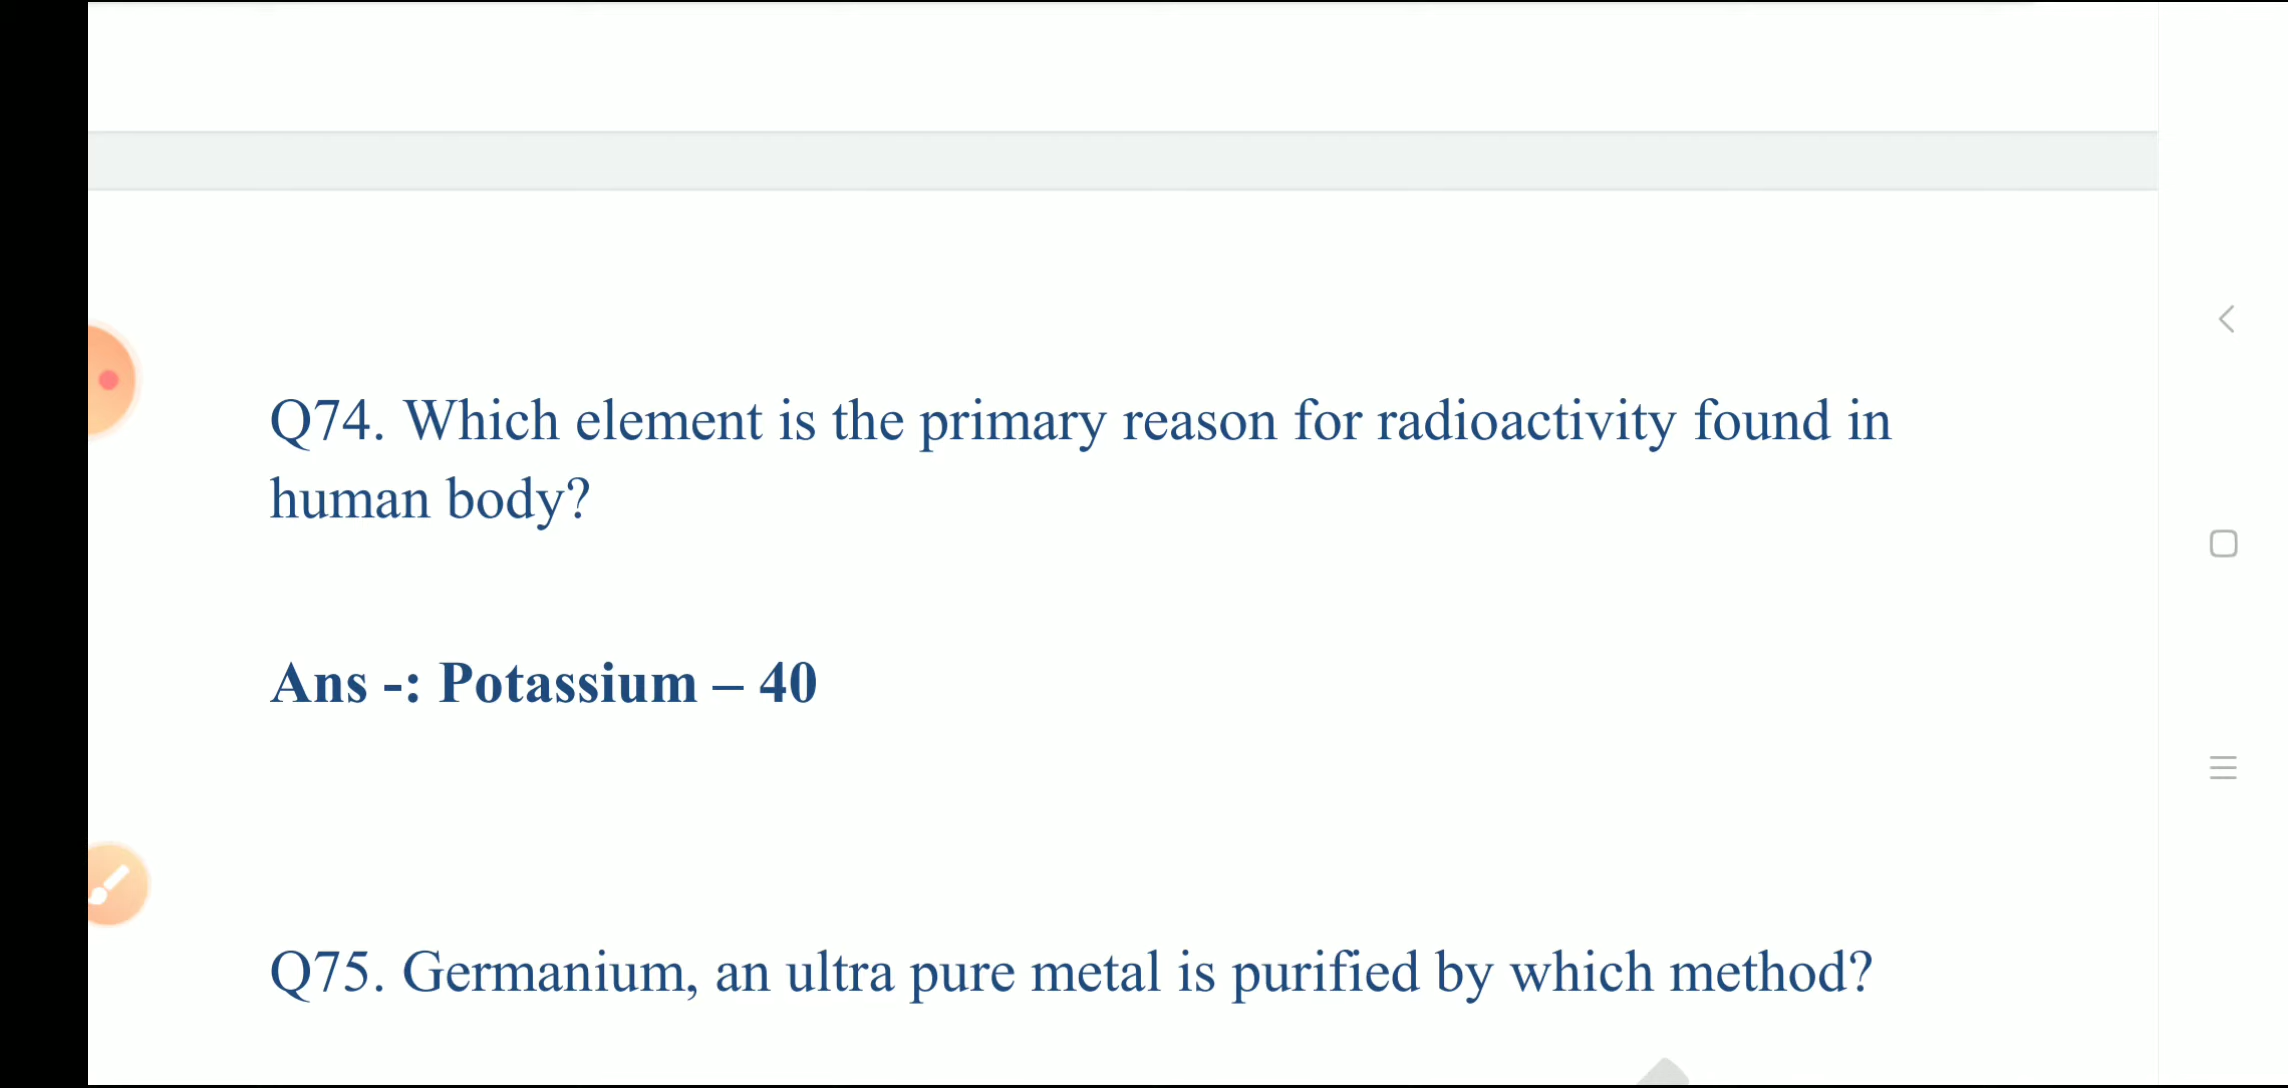 Q74. Which element is the primary reason for radioactivity found in
human body?
Ans -: Potassium – 40
Q75. Germanium, an ultra pure metal is purified by which method?